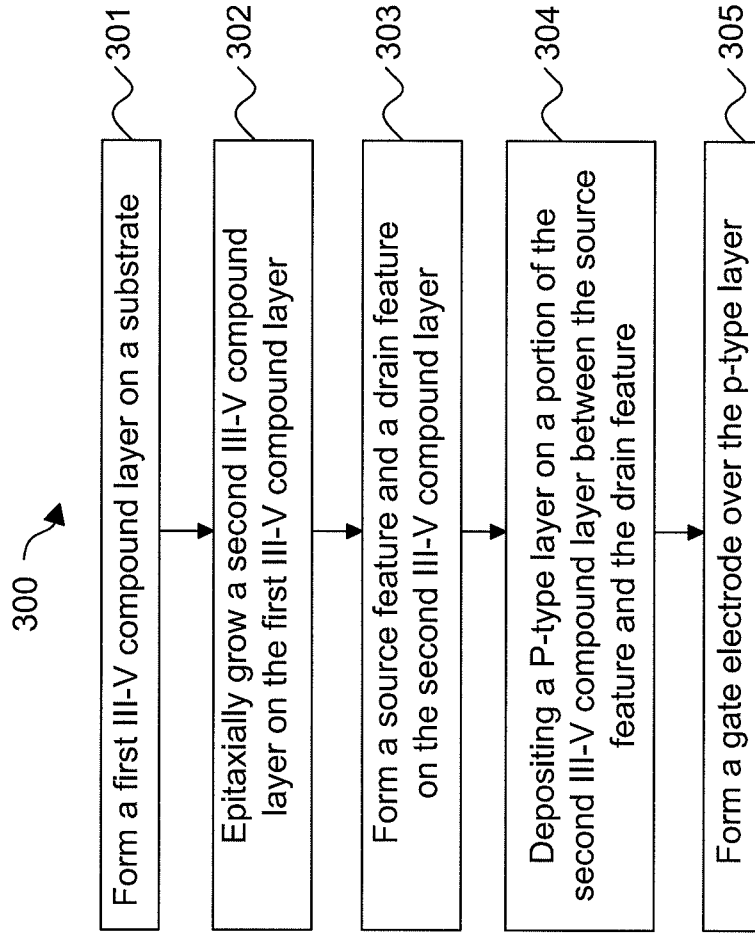 300
Form a first III-V compound layer on a substrate
301
Epitaxially grow a second III-V compound
layer on the first III-V compound layer
302
Form a source feature and a drain feature
on the second III-V compound layer
303
Depositing a P-type layer on a portion of the
second III-V compound layer between the source
feature and the drain feature
304
Form a gate electrode over the p-type layer
305